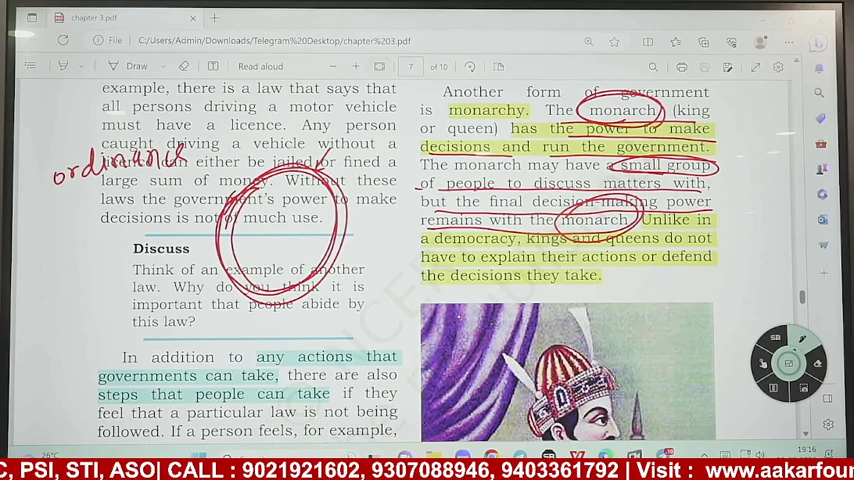 chapter 3.pdf
File
C:/Users/Admin/Downloads/Telegram%20Desktop/chapter%203.pdf
Draw
Read aloud
7
of 10
example, there is a law that says that
all persons driving a motor vehicle
must have a licence. Any person
caught driving a vehicle without a
licence can either be jailed or fined a
large sum of money. Without these
laws the government's power to make
decisions is not of much use.
ordinance
Discuss
Think of an example of another
law. Why do you think it is
important that people abide by
this law?
In addition to any actions that
governments can take, there are also
steps that people can take if they
feel that a particular law is not being
followed. If a person feels, for example,
Another form of government
is monarchy. The monarch (king
or queen) has the power to make
decisions and run the government.
The monarch may have a small group
of people to discuss matters with,
but the final decision-making power
remains with the monarch. Unlike in
a democracy, kings and queens do not
have to explain their actions or defend
the decisions they take.
SB
26°C
19:16
C, PSI, STI, ASO| CALL : 9021921602, 9307088946, 9403361792 | Visit : www.aakarfour